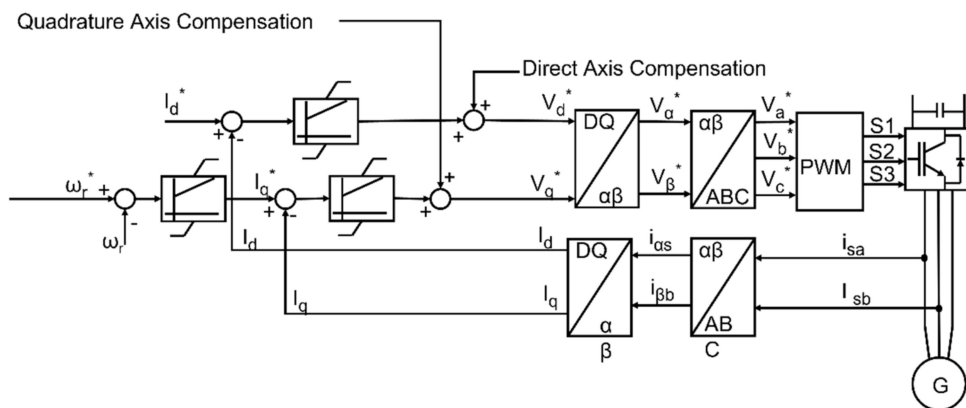 Quadrature Axis Compensation
Direct Axis Compensation
I_d^*
+
-
+
+
V_d^*
DQ
αβ
V_α^*
V_β^*
αβ
ABC
V_a^*
V_b^*
V_c^*
PWM
S1
S2
S3
ω_r^*
+
-
ω_r
I_q^*
+
-
+
+
V_q^*
I_d
I_d
DQ
α
β
i_αs
i_βb
αβ
AB
C
i_sa
I_sb
I_q
I_q
G